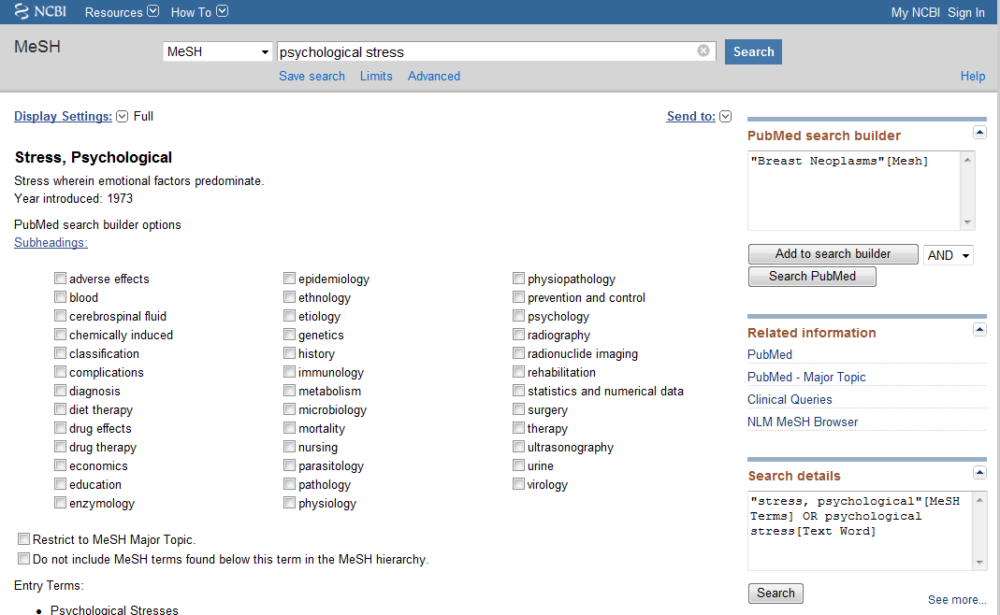 NCBI Resources How To My NCBI Sign In
MeSH MeSH psychological stress Search
Save search Limits Advanced Help
Display Settings: Full Send to:
Stress, Psychological
Stress wherein emotional factors predominate.
Year introduced: 1973
PubMed search builder options
Subheadings:
adverse effects
blood
cerebrospinal fluid
chemically induced
classification
complications
diagnosis
diet therapy
drug effects
drug therapy
economics
education
enzymology
epidemiology
ethnology
etiology
genetics
history
immunology
metabolism
microbiology
mortality
nursing
parasitology
pathology
physiology
physiopathology
prevention and control
psychology
radiography
radionuclide imaging
rehabilitation
statistics and numerical data
surgery
therapy
ultrasonography
urine
virology
Restrict to MeSH Major Topic.
Do not include MeSH terms found below this term in the MeSH hierarchy.
Entry Terms:
• Psychological Stresses
PubMed search builder
"Breast Neoplasms"[Mesh]
Add to search builder AND
Search PubMed
Related information
PubMed
PubMed - Major Topic
Clinical Queries
NLM MeSH Browser
Search details
"stress, psychological"[MeSH
Terms] OR psychological
stress[Text Word]
Search
See more...